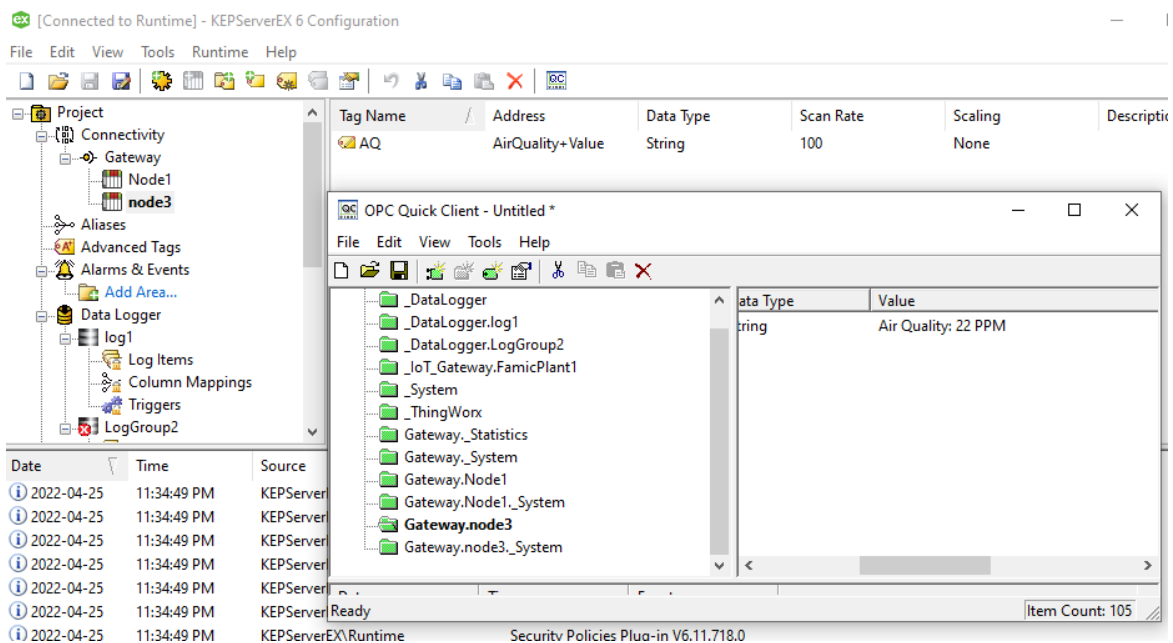 [Connected to Runtime] - KEPServerEX 6 Configuration
File Edit View Tools Runtime Help
Project
Connectivity
Gateway
Node1
node3
Aliases
Advanced Tags
Alarms & Events
Add Area...
Data Logger
log1
Log Items
Column Mappings
Triggers
LogGroup2
Tag Name Address Data Type Scan Rate Scaling Descriptio
AQ AirQuality+Value String 100 None
OPC Quick Client - Untitled *
File Edit View Tools Help
_DataLogger
_DataLogger.log1
_DataLogger.LogGroup2
_IoT_Gateway.FamicPlant1
_System
_ThingWorx
Gateway._Statistics
Gateway._System
Gateway.Node1
Gateway.Node1._System
Gateway.node3
Gateway.node3._System
ata Type Value
tring Air Quality: 22 PPM
Ready Item Count: 105
Date Time Source
2022-04-25 11:34:49 PM KEPServerE
2022-04-25 11:34:49 PM KEPServerE
2022-04-25 11:34:49 PM KEPServerE
2022-04-25 11:34:49 PM KEPServerE
2022-04-25 11:34:49 PM KEPServerE
2022-04-25 11:34:49 PM KEPServerE
2022-04-25 11:34:49 PM KEPServerEX\Runtime Security Policies Plug-in V6.11.718.0